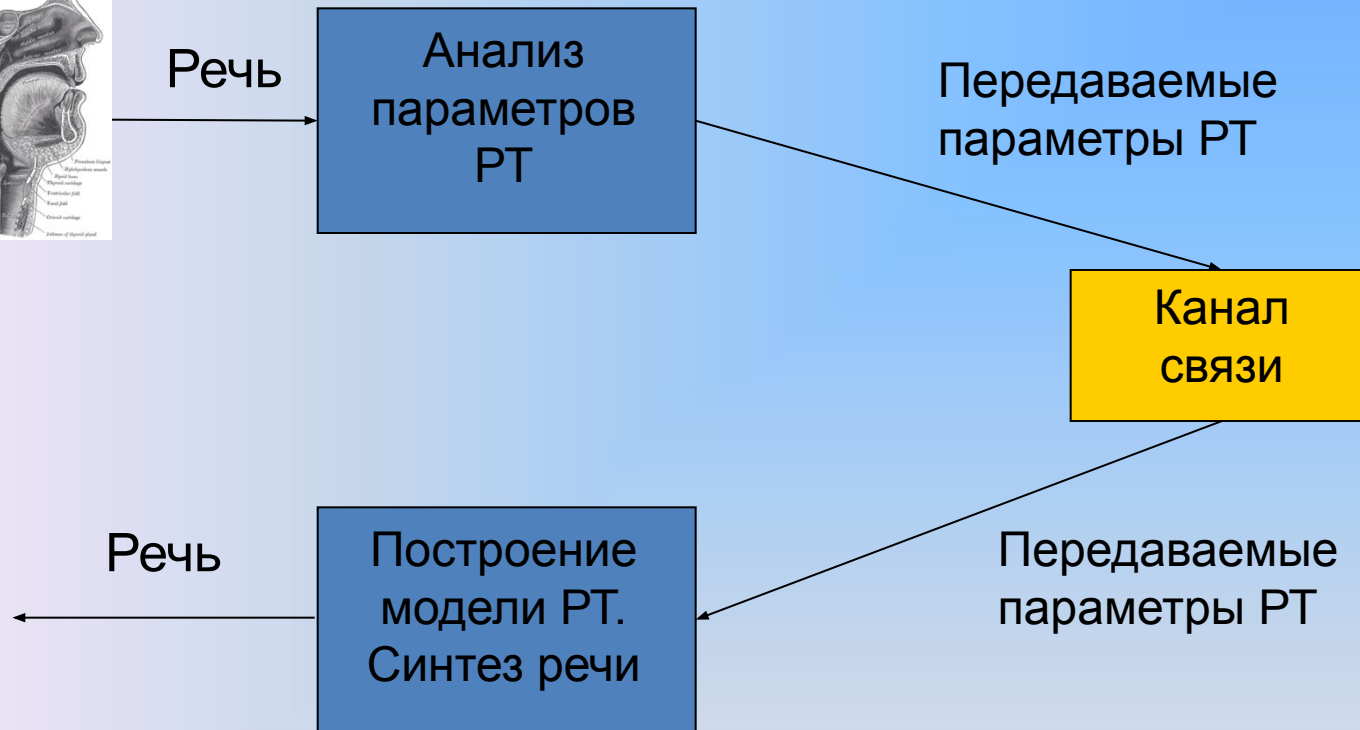 Речь
Анализ
параметров
РТ
Передаваемые
параметры РТ
Канал
связи
Речь
Построение
модели РТ.
Синтез речи
Передаваемые
параметры РТ